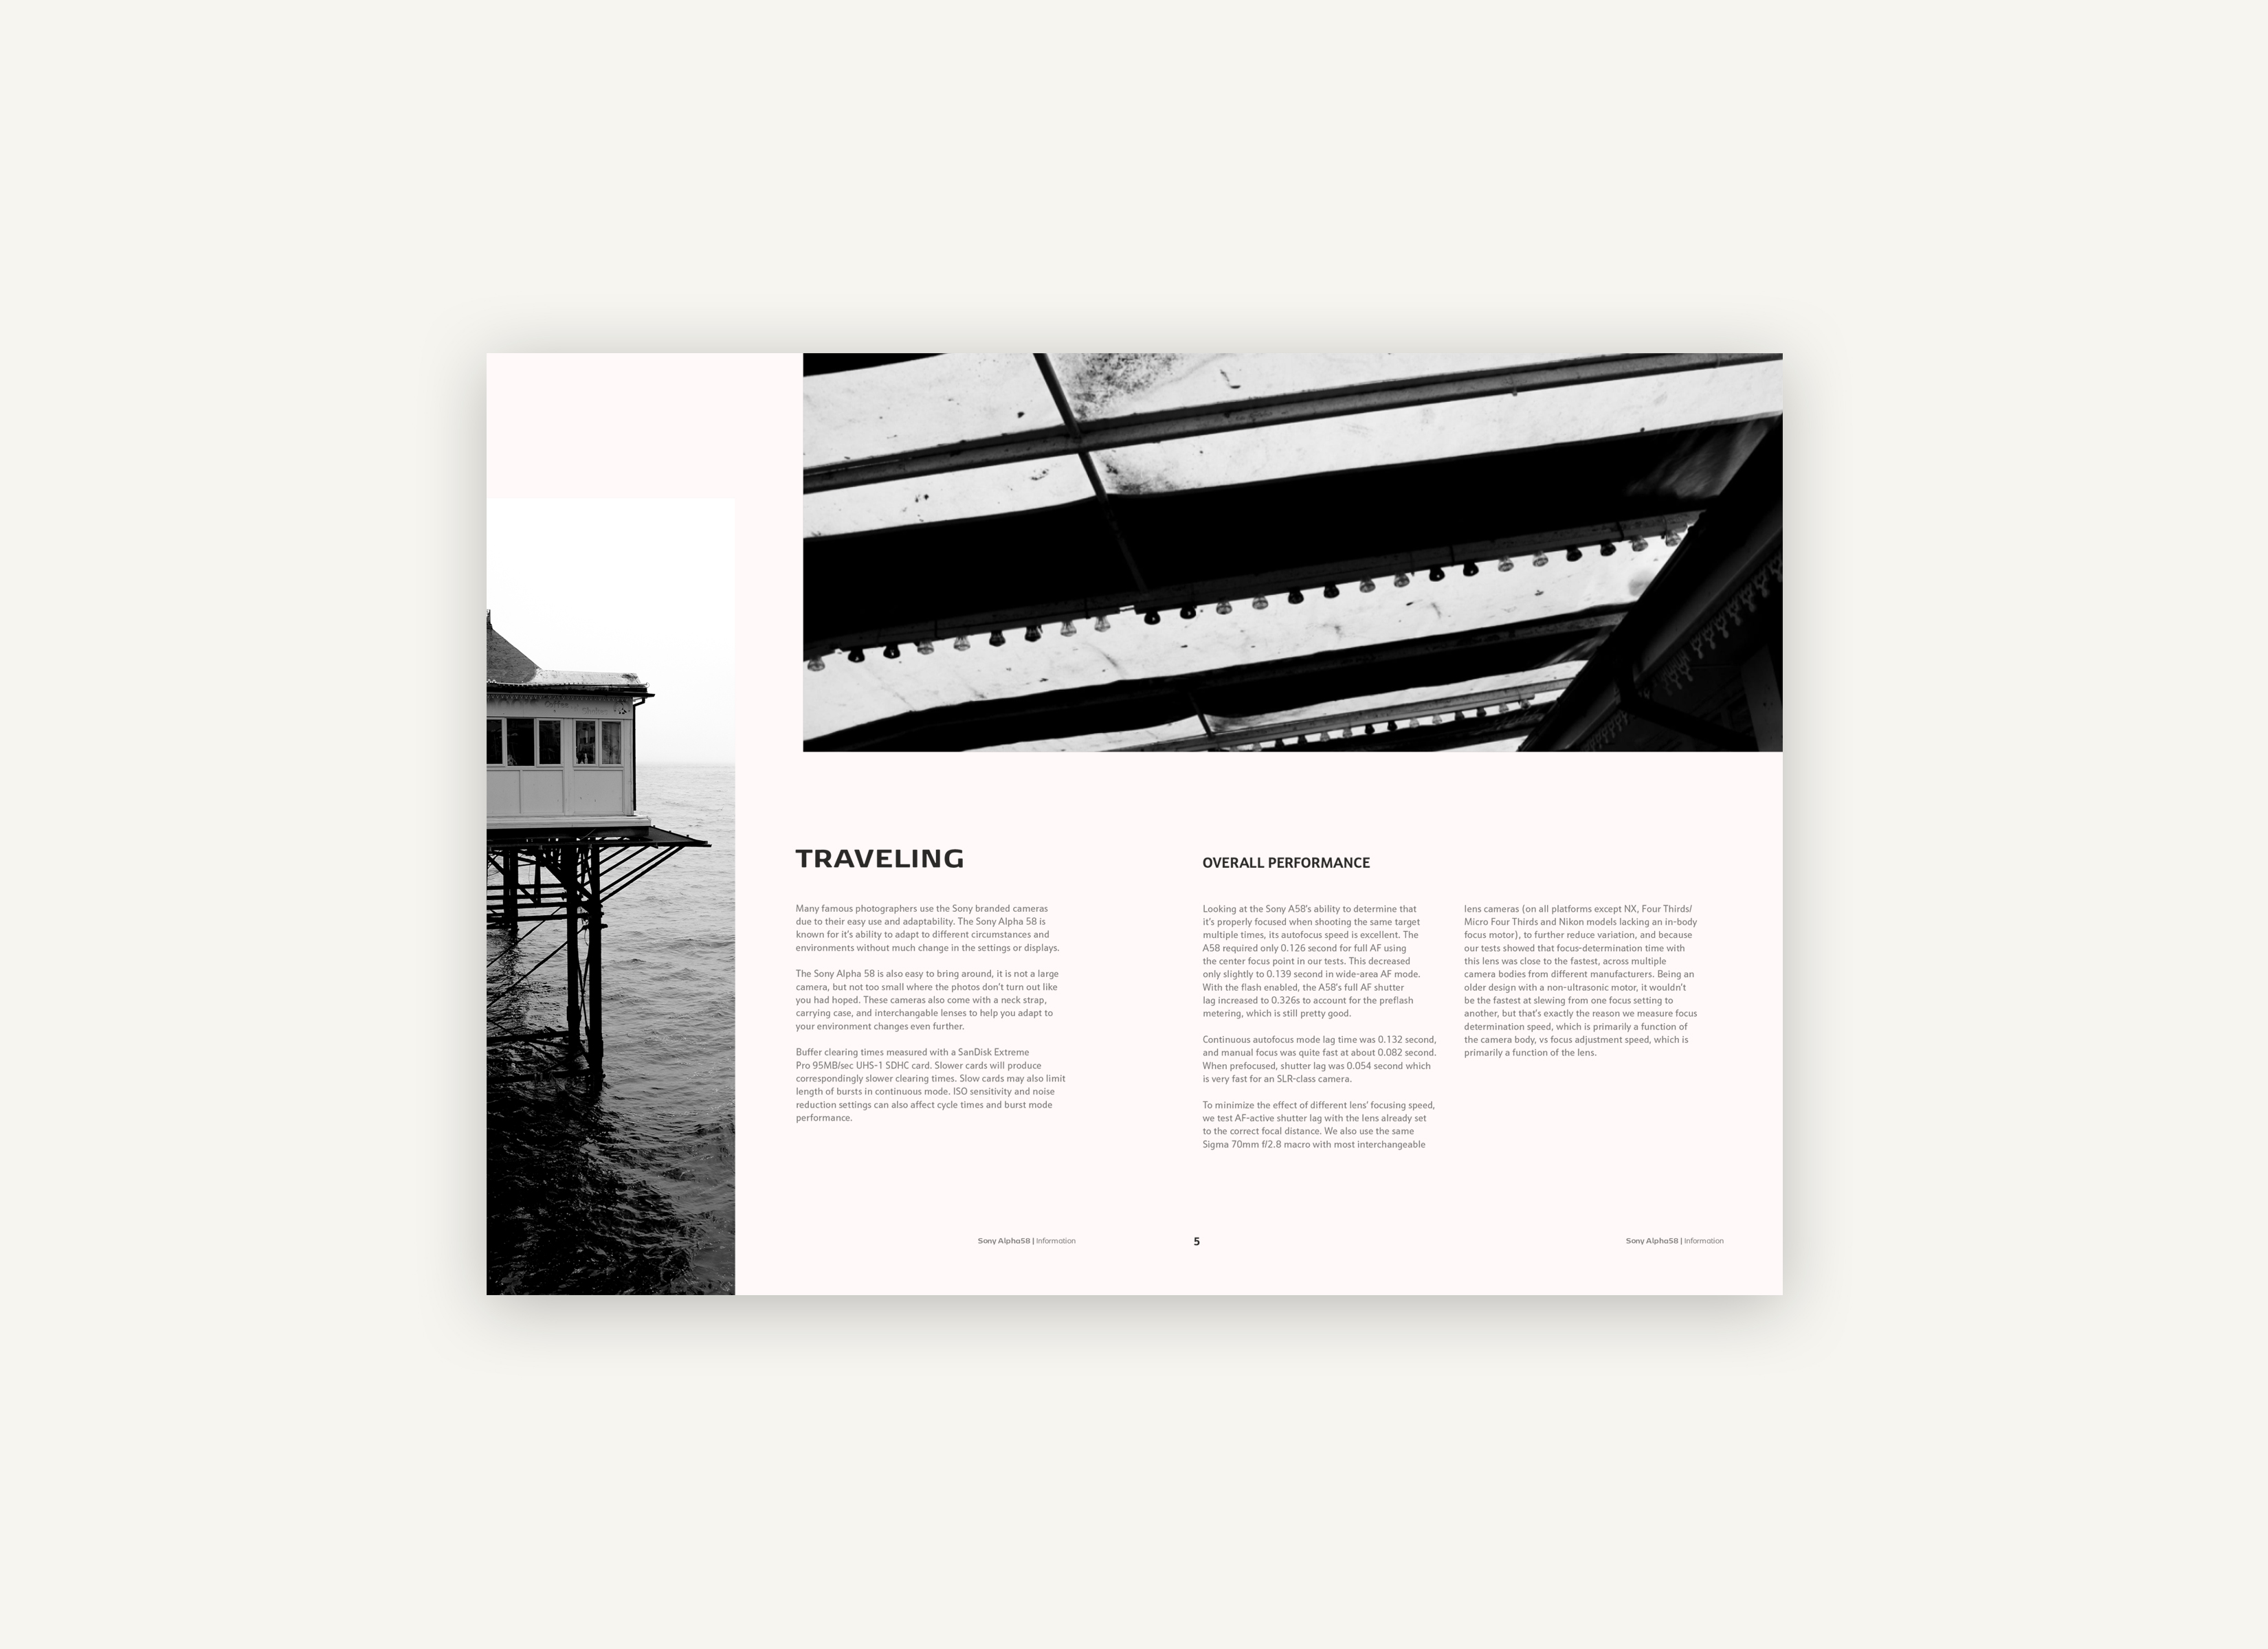 TRAVELING
Many famous photographers use the Sony branded cameras
due to their easy use and adaptability. The Sony Alpha 58 is
known for it's ability to adapt to different circumstances and
environments without much change in the settings or displays.
The Sony Alpha 58 is also easy to bring around, it is not a large
camera, but not too small where the photos don't turn out like
you had hoped. These cameras also come with a neck strap,
carrying case, and interchangable lenses to help you adapt to
your environment changes even further.
Buffer clearing times measured with a SanDisk Extreme
Pro 95MB/sec UHS-1 SDHC card. Slower cards will produce
correspondingly slower clearing times. Slow cards may also limit
length of bursts in continuous mode. ISO sensitivity and noise
reduction settings can also affect cycle times and burst mode
performance.
Sony Alpha58 | Information
OVERALL PERFORMANCE
Looking at the Sony A58's ability to determine that
it's properly focused when shooting the same target
multiple times, its autofocus speed is excellent. The
A58 required only 0.126 second for full AF using
the center focus point in our tests. This decreased
only slightly to 0.139 second in wide-area AF mode.
With the flash enabled, the A58's full AF shutter
lag increased to 0.326s to account for the preflash
metering, which is still pretty good.
Continuous autofocus mode lag time was 0.132 second,
and manual focus was quite fast at about 0.082 second.
When prefocused, shutter lag was 0.054 second which
is very fast for an SLR-class camera.
To minimize the effect of different lens' focusing speed,
we test AF-active shutter lag with the lens already set
to the correct focal distance. We also use the same
Sigma 70mm f/2.8 macro with most interchangeable
lens cameras (on all platforms except NX, Four Thirds/
Micro Four Thirds and Nikon models lacking an in-body
focus motor), to further reduce variation, and because
our tests showed that focus-determination time with
this lens was close to the fastest, across multiple
camera bodies from different manufacturers. Being an
older design with a non-ultrasonic motor, it wouldn't
be the fastest at slewing from one focus setting to
another, but that's exactly the reason we measure focus
determination speed, which is primarily a function of
the camera body, vs focus adjustment speed, which is
primarily a function of the lens.
5
Sony Alpha58 | Information